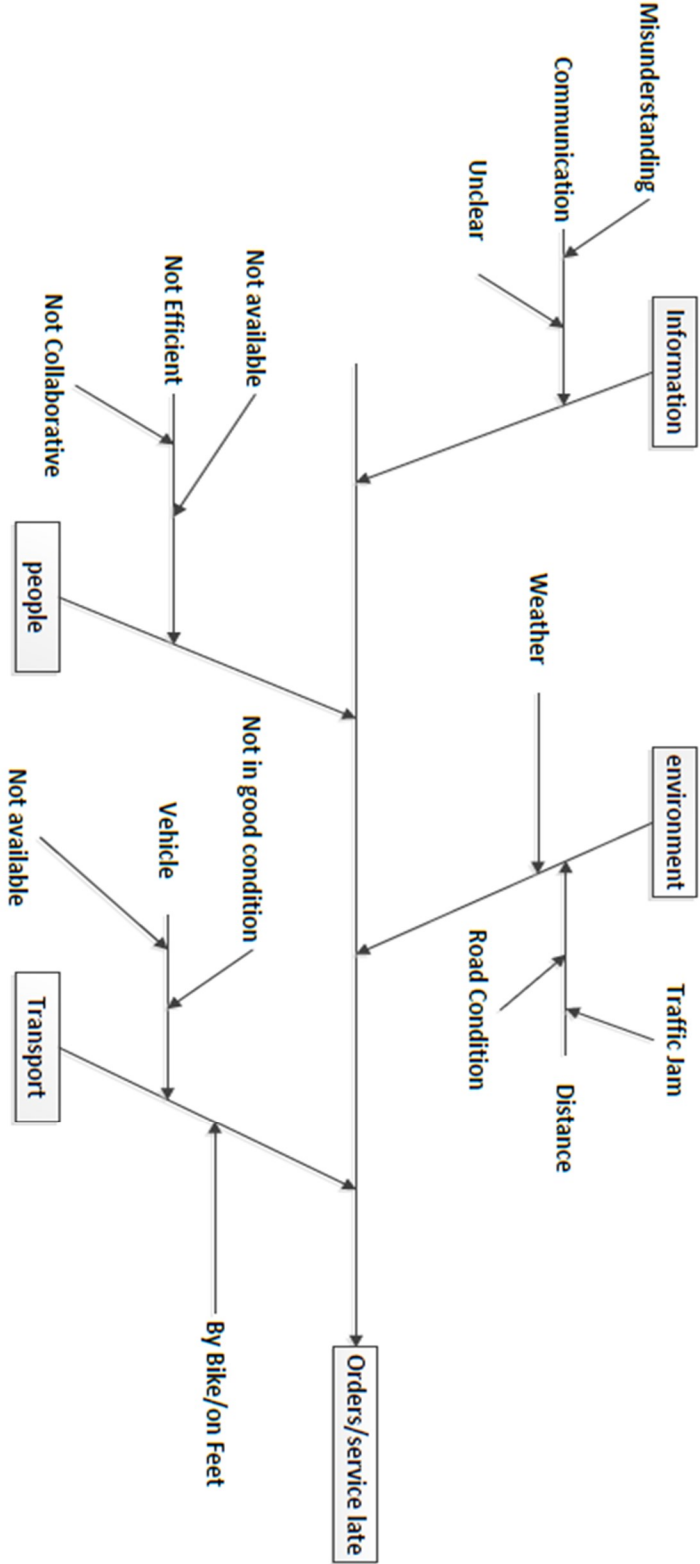 Information
environment
Misunderstanding
Communication
Unclear
Traffic Jam
Distance
Road Condition
Weather
Orders/service late
Not available
Not Efficient
Not Collaborative
people
Not in good condition
Vehicle
Not available
By Bike/on Feet
Transport